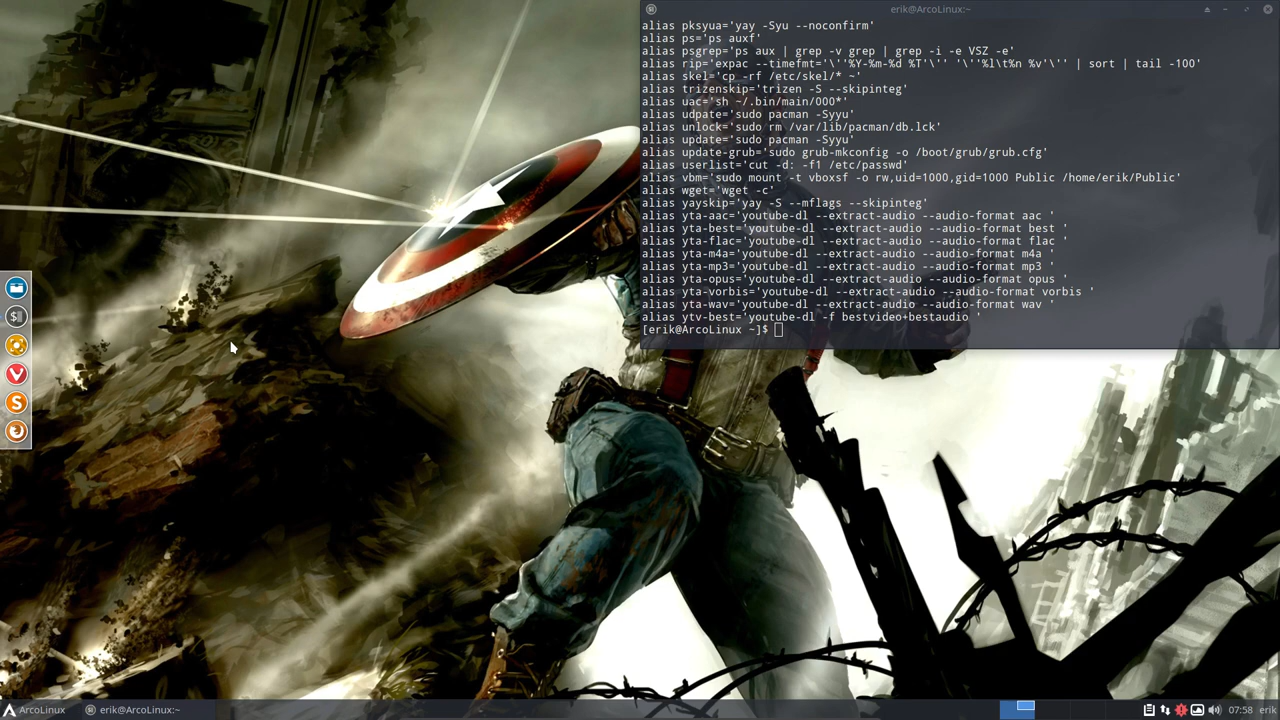 erik@ArcoLinux:~
alias pksyua='yay -Syu --noconfirm'
alias ps='ps auxf'
alias psgrep='ps aux | grep -v grep | grep -i -e VSZ -e'
alias rip='expac --timefmt='\''%Y-%m-%d %T'\'' '\''%l\t%n %v'\'' | sort | tail -100'
alias skel='cp -rf /etc/skel/* ~'
alias trizenskip='trizen -S --skipinteg'
alias uac='sh ~/.bin/main/000*'
alias udpate='sudo pacman -Syyu'
alias unlock='sudo rm /var/lib/pacman/db.lck'
alias update='sudo pacman -Syyu'
alias update-grub='sudo grub-mkconfig -o /boot/grub/grub.cfg'
alias userlist='cut -d: -f1 /etc/passwd'
alias vbm='sudo mount -t vboxsf -o rw,uid=1000,gid=1000 Public /home/erik/Public'
alias wget='wget -c'
alias yayskip='yay -S --mflags --skipinteg'
alias yta-aac='youtube-dl --extract-audio --audio-format aac '
alias yta-best='youtube-dl --extract-audio --audio-format best '
alias yta-flac='youtube-dl --extract-audio --audio-format flac '
alias yta-m4a='youtube-dl --extract-audio --audio-format m4a '
alias yta-mp3='youtube-dl --extract-audio --audio-format mp3 '
alias yta-opus='youtube-dl --extract-audio --audio-format opus '
alias yta-vorbis='youtube-dl --extract-audio --audio-format vorbis '
alias yta-wav='youtube-dl --extract-audio --audio-format wav '
alias ytv-best='youtube-dl -f bestvideo+bestaudio '
[erik@ArcoLinux ~]$
ArcoLinux
erik@ArcoLinux:~
07:58
erik